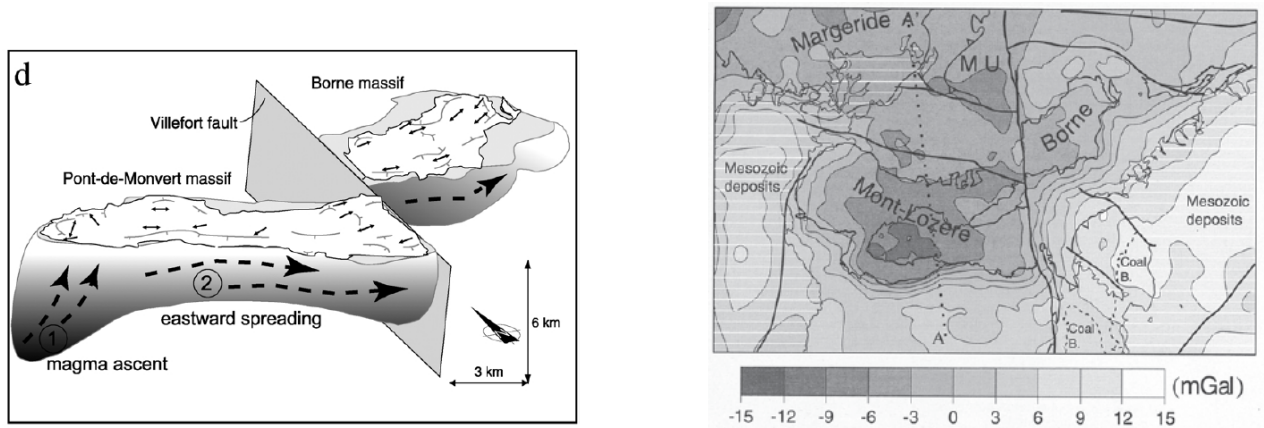 d
Borne massif
Villefort fault
Pont-de-Monvert massif
2
eastward spreading
1
magma ascent
6 km
3 km
Margeride
A'
M U
Borne
Mesozoic
deposits
Mont-Lozère
Mesozoic
deposits
Coal
B.
Coal
B.
A
-15 -12 -9 -6 -3 0 3 6 9 12 15
(mGal)